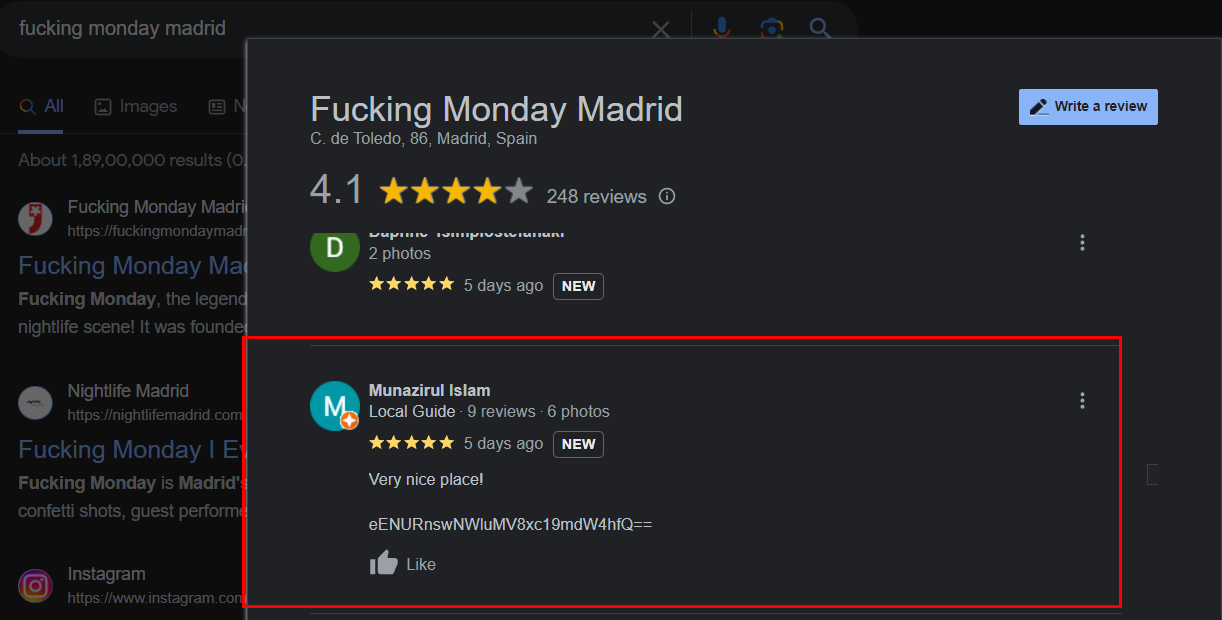 fucking monday madrid
All
Images
N
About 1,89,00,000 results (0.
Fucking Monday Madri
https://fuckingmondaymadr
Fucking Monday Mad
Fucking Monday, the legend
nightlife scene! It was founded
Nightlife Madrid
https://nightlifemadrid.com
Fucking Monday I Ev
Fucking Monday is Madrid's
confetti shots, guest performe
Instagram
https://www.instagram.com
Fucking Monday Madrid
C. de Toledo, 86, Madrid, Spain
Write a review
4.1
248 reviews
D
2 photos
5 days ago NEW
M
Munazirul Islam
Local Guide · 9 reviews · 6 photos
5 days ago NEW
Very nice place!
eENURnswNWluMV8xc19mdW4hfQ==
Like